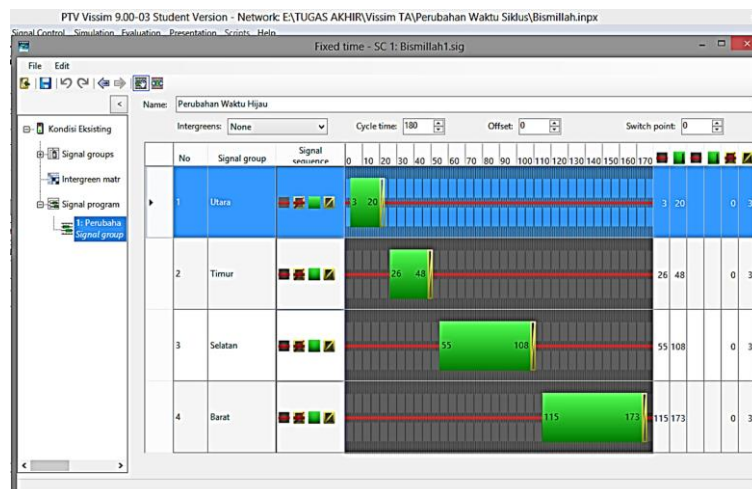 PTV Vissim 9.00-03 Student Version - Network: E:\TUGAS AKHIR\Vissim TA\Perubahan Waktu Siklus\Bismillah.inpx
Signal Control Simulation Evaluation Presentation Scripts Help
Fixed time - SC 1: Bismillah1.sig
File Edit
Name: Perubahan Waktu Hijau
Intergreens: None Cycle time: 180 Offset: 0 Switch point: 0
Kondisi Eksisting
Signal groups
Intergreen matr
Signal program
1: Perubaha
Signal group
No Signal group Signal sequence 0 10 20 30 40 50 60 70 80 90 100 110 120 130 140 150 160 170
1 Utara 3 20 3 20 0 3
2 Timur 26 48 26 48 0 3
3 Selatan 55 108 55 108 0 3
4 Barat 115 173 115 173 0 3